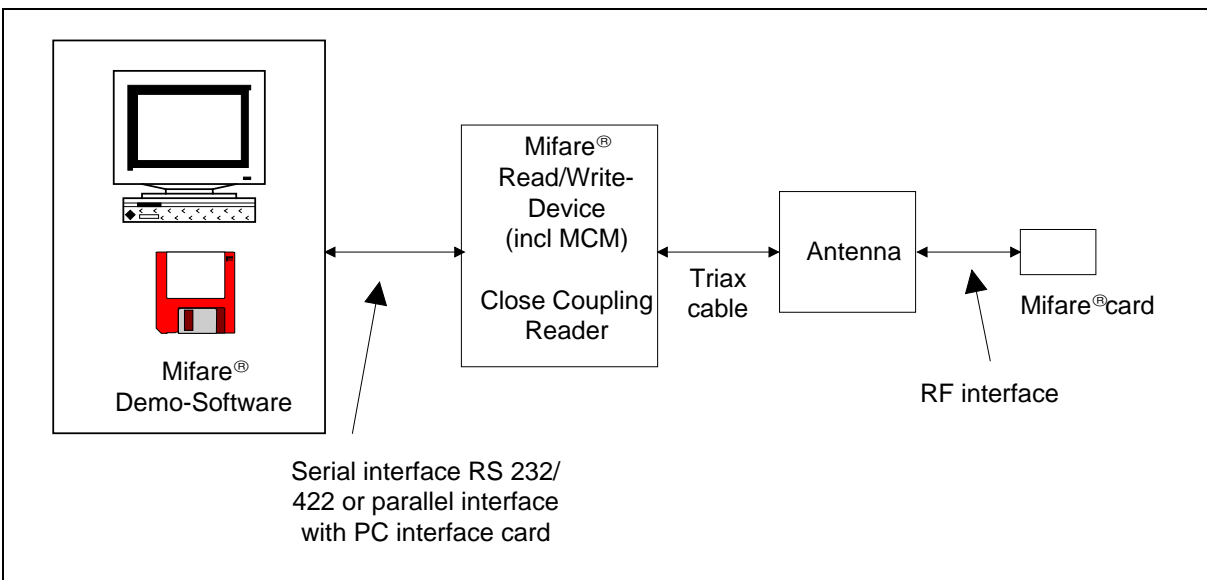 Mifare®
Demo-Software
Serial interface RS 232/
422 or parallel interface
with PC interface card
Mifare®
Read/Write-
Device
(incl MCM)
Close Coupling
Reader
Triax
cable
Antenna
RF interface
Mifare®card